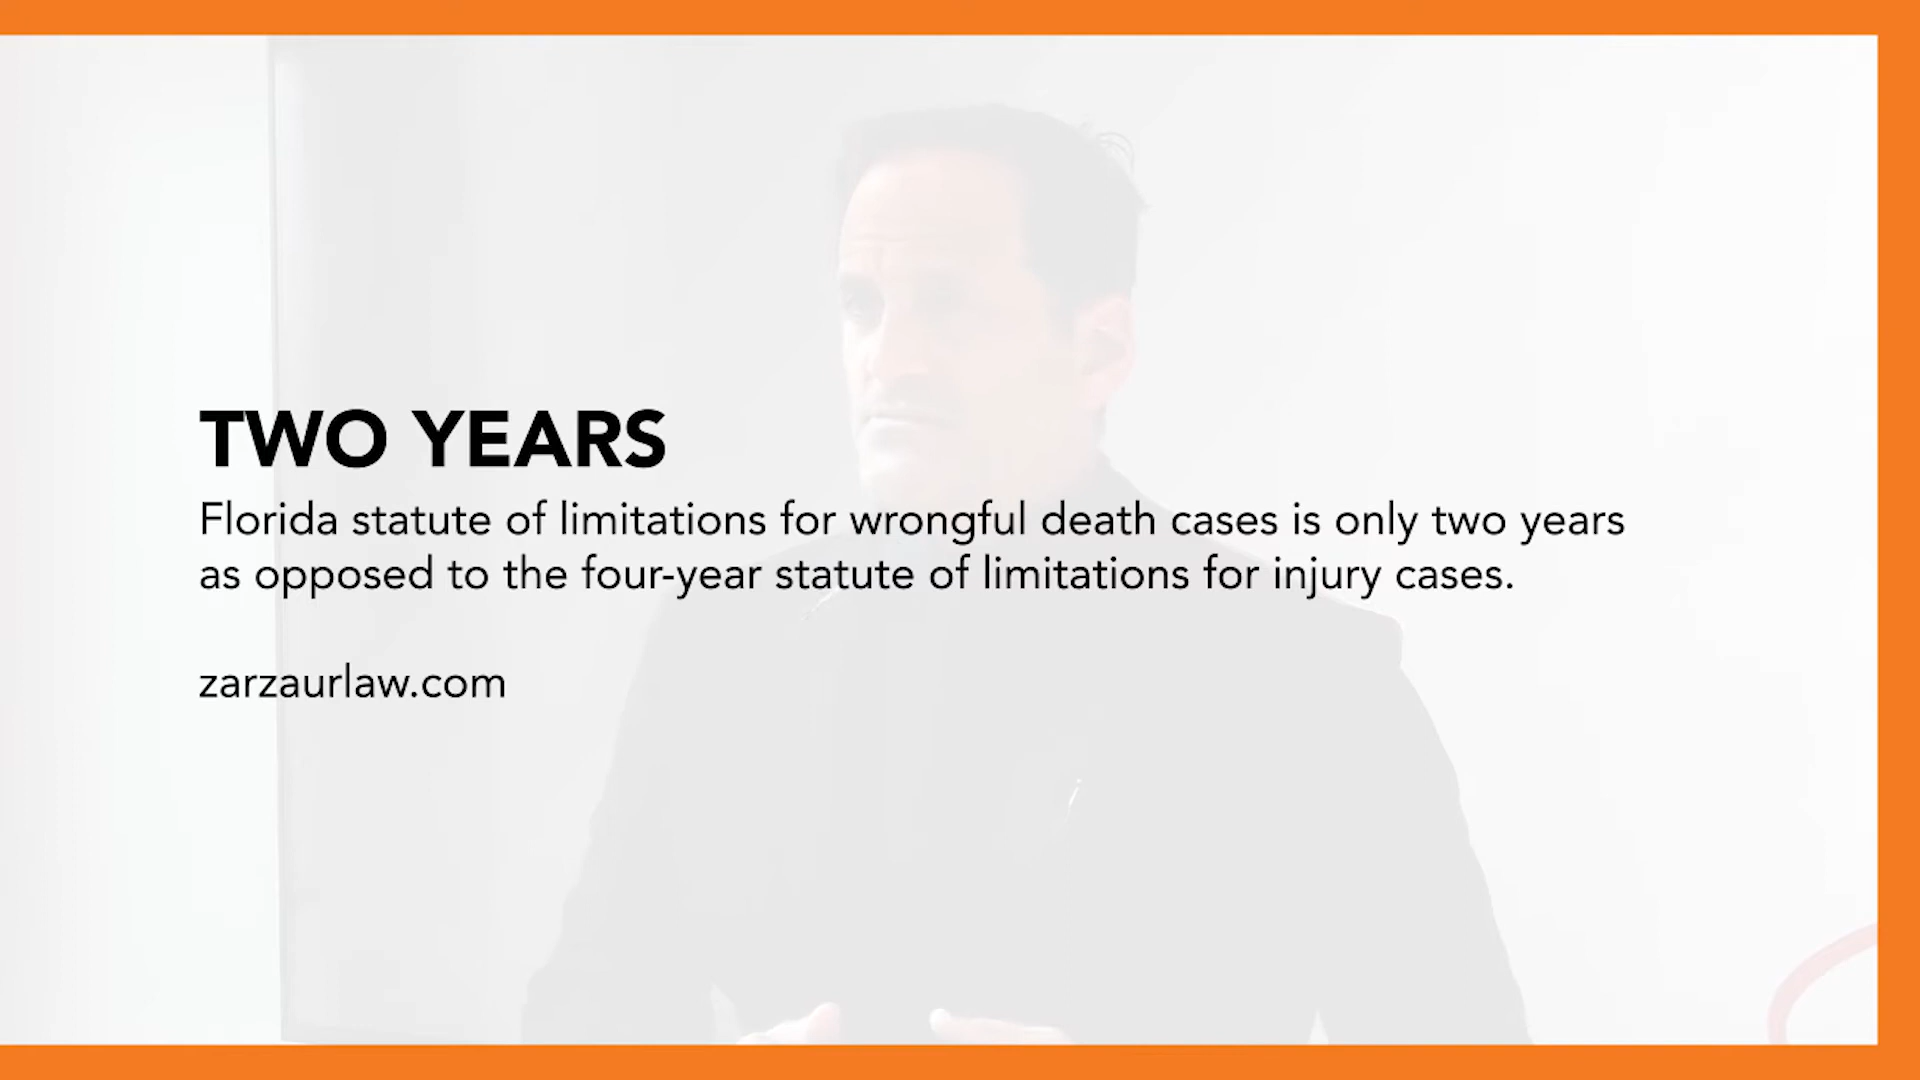 TWO YEARS
Florida statute of limitations for wrongful death cases is only two years
as opposed to the four-year statute of limitations for injury cases.
zarzaurlaw.com